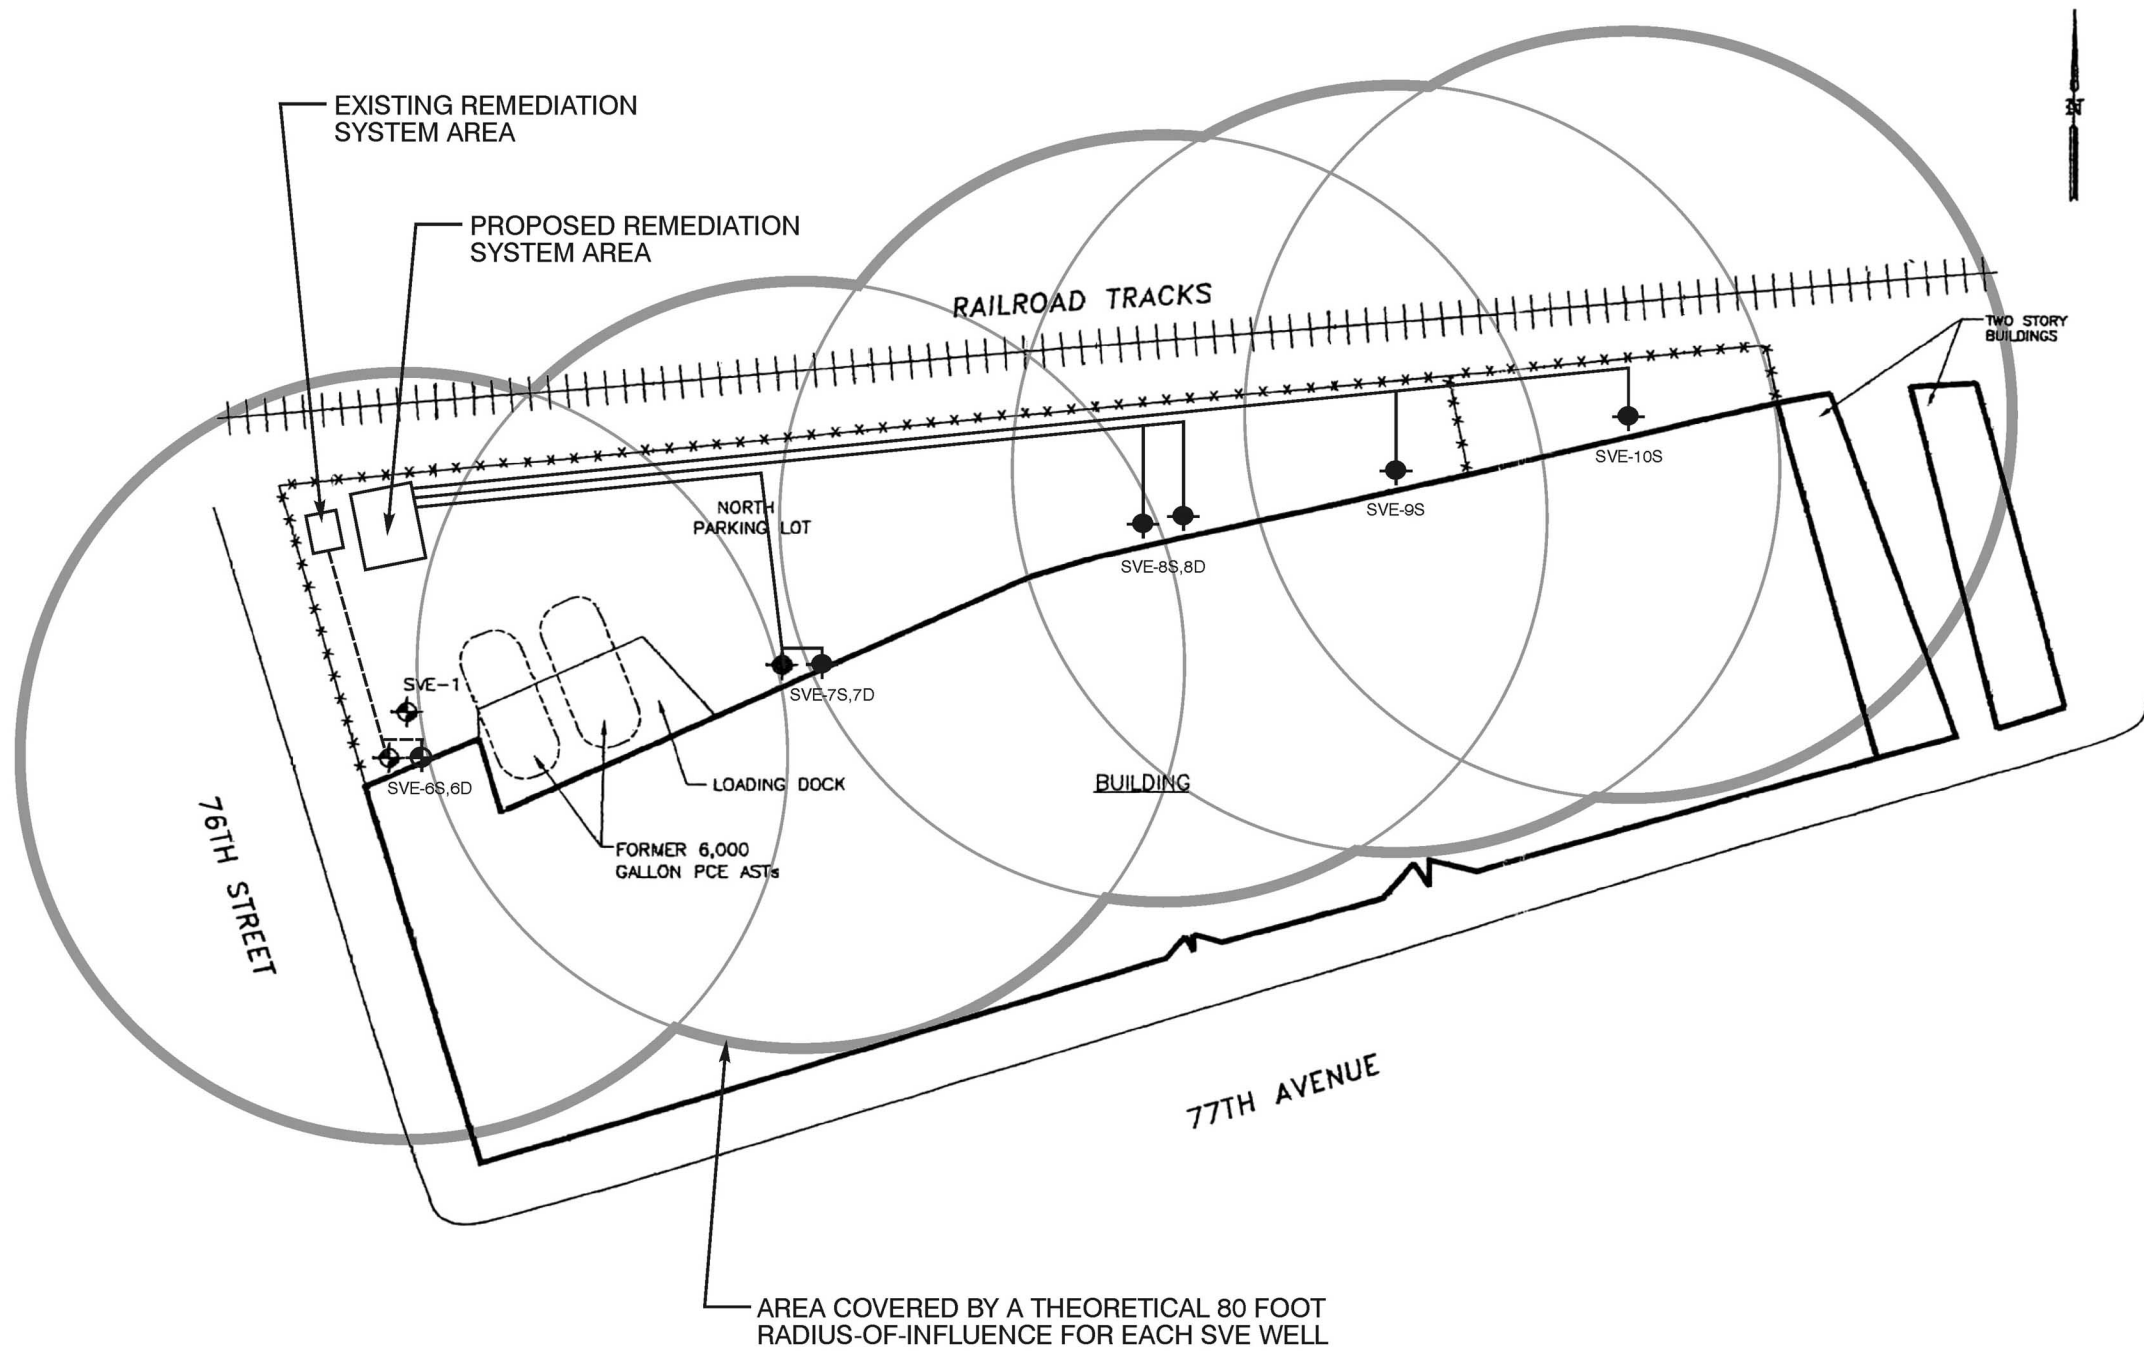 EXISTING REMEDIATION
SYSTEM AREA
PROPOSED REMEDIATION
SYSTEM AREA
N
RAILROAD TRACKS
TWO STORY
BUILDINGS
NORTH
PARKING LOT
SVE-10S
SVE-9S
SVE-8S,8D
SVE-1
SVE-7S,7D
SVE-6S,6D
LOADING DOCK
BUILDING
FORMER 6,000
GALLON PCE ASTs
76TH STREET
77TH AVENUE
AREA COVERED BY A THEORETICAL 80 FOOT
RADIUS-OF-INFLUENCE FOR EACH SVE WELL